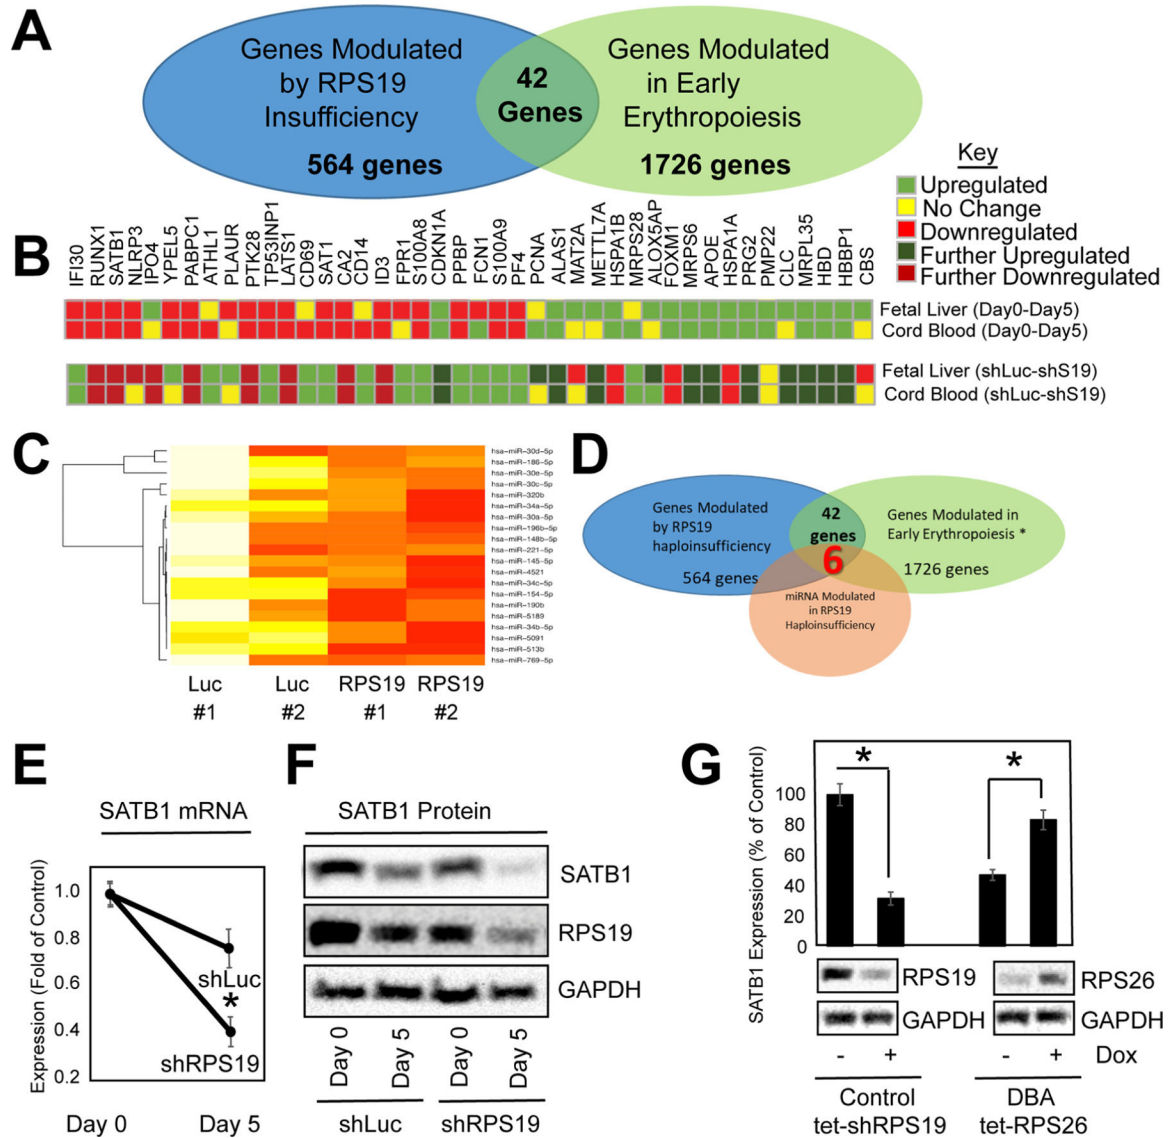 A
Genes Modulated
by RPS19
Insufficiency
564 genes
42
Genes
Genes Modulated
in Early
Erythropoiesis
1726 genes
Key
Upregulated
No Change
Downregulated
Further Upregulated
Further Downregulated
B
IFI30
RUNX1
SATB1
NLRP3
IPO4
YPEL5
PABPC1
ATHL1
PLAUR
PTK28
TP53INP1
LATS1
CD69
SAT1
CA2
CD14
ID3
FPR1
S100A8
CDKN1A
PPBP
FCN1
S100A9
PF4
PCNA
ALAS1
MAT2A
METTL7A
HSPA1B
MRPS28
ALOX5AP
FOXM1
MRPS6
APOE
HSPA1A
PRG2
PMP22
CLC
MRPL35
HBD
HBBP1
CBS
Fetal Liver (Day0-Day5)
Cord Blood (Day0-Day5)
Fetal Liver (shLuc-shS19)
Cord Blood (shLuc-shS19)
C
hsa-miR-30d-5p
hsa-miR-186-5p
hsa-miR-30e-5p
hsa-miR-30c-5p
hsa-miR-320b
hsa-miR-34a-5p
hsa-miR-30a-5p
hsa-miR-196b-5p
hsa-miR-148b-5p
hsa-miR-221-5p
hsa-miR-145-5p
hsa-miR-4521
hsa-miR-34c-5p
hsa-miR-154-5p
hsa-miR-190b
hsa-miR-5189
hsa-miR-34b-5p
hsa-miR-5091
hsa-miR-513b
hsa-miR-769-5p
Luc
#1
Luc
#2
RPS19
#1
RPS19
#2
D
Genes Modulated
by RPS19
haploinsufficiency
564 genes
42
genes
6
Genes Modulated in
Early Erythropoiesis *
1726 genes
miRNA Modulated
in RPS19
Haploinsufficiency
E
SATB1 mRNA
Expression (Fold of Control)
1.0
0.8
0.6
0.4
0.2
shLuc
*
shRPS19
Day 0
Day 5
F
SATB1 Protein
SATB1
RPS19
GAPDH
Day 0
Day 5
Day 0
Day 5
shLuc
shRPS19
G
SATB1 Expression (% of Control)
100
80
60
40
20
0
*
*
RPS19
GAPDH
RPS26
GAPDH
- + - + Dox
Control
tet-shRPS19
DBA
tet-RPS26